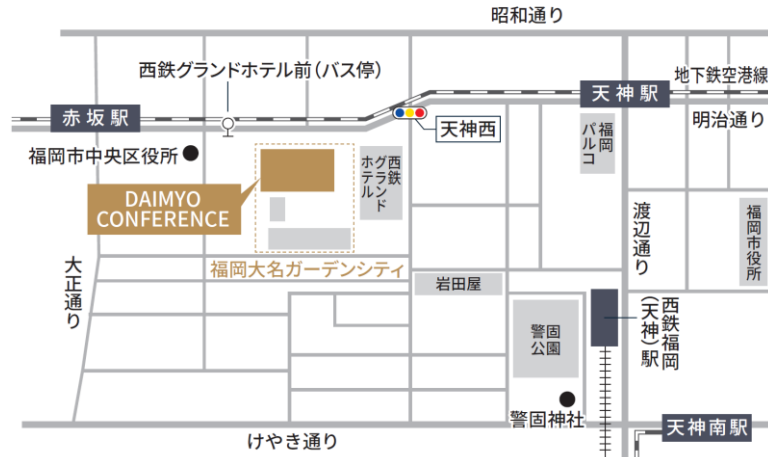 昭和通り
西鉄グランドホテル前(バス停)
地下鉄空港線
天神駅
赤坂駅
明治通り
天神西
福岡
パルコ
福岡市中央区役所
西鉄
グランド
ホテル
DAIMYO
CONFERENCE
渡辺通り
福岡市役所
福岡大名ガーデンシティ
大正通り
岩田屋
西鉄福岡
(天神)駅
警固
公園
警固神社
天神南駅
けやき通り